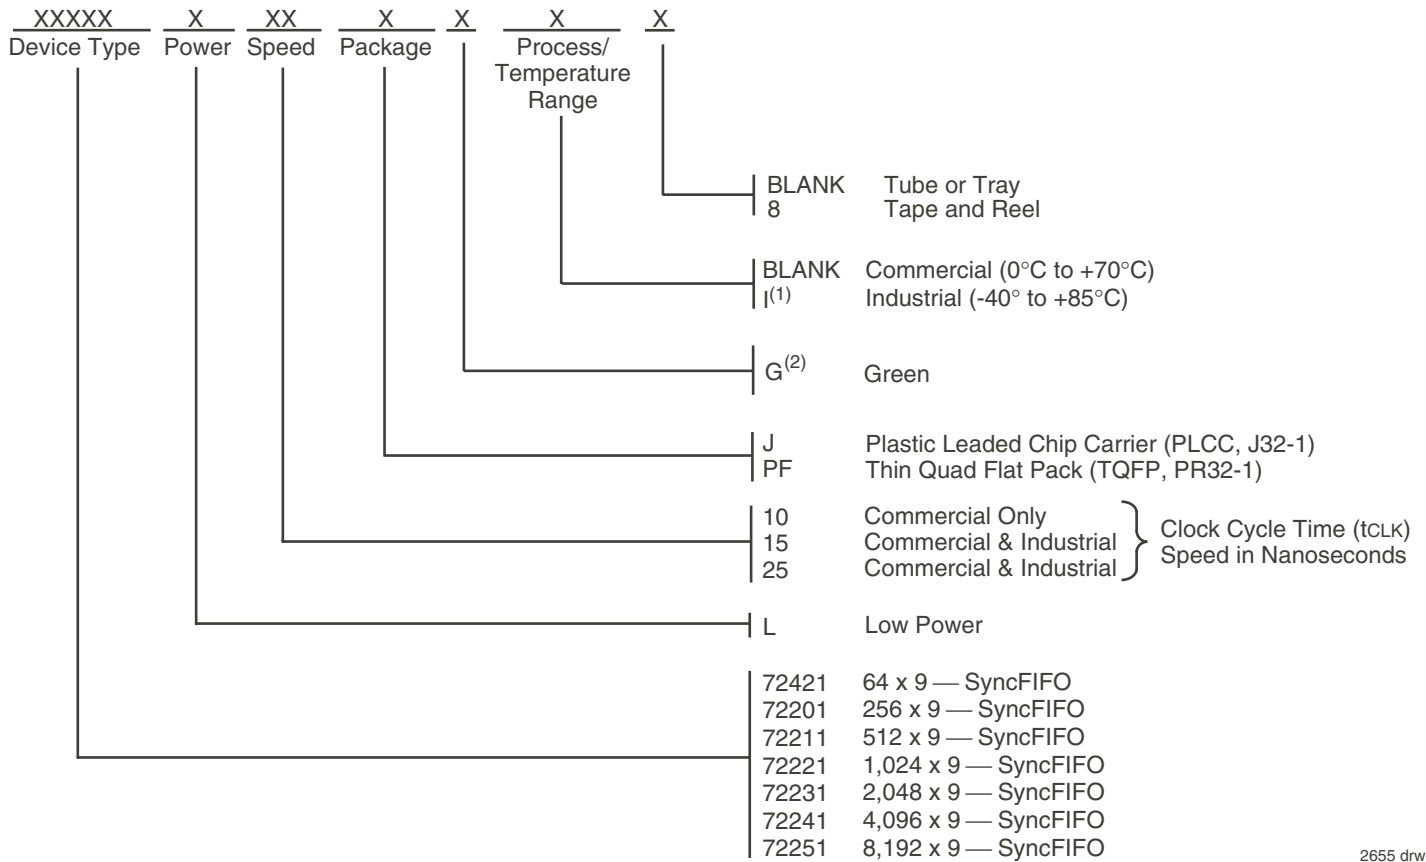 XXXXX X XX X X X X
Device Type Power Speed Package Process/
Temperature
Range
BLANK Tube or Tray
8 Tape and Reel
BLANK Commercial (0°C to +70°C)
I(1) Industrial (-40° to +85°C)
G(2) Green
J Plastic Leaded Chip Carrier (PLCC, J32-1)
PF Thin Quad Flat Pack (TQFP, PR32-1)
10 Commercial Only
15 Commercial & Industrial
25 Commercial & Industrial
Clock Cycle Time (tCLK)
Speed in Nanoseconds
L Low Power
72421 64 x 9 — SyncFIFO
72201 256 x 9 — SyncFIFO
72211 512 x 9 — SyncFIFO
72221 1,024 x 9 — SyncFIFO
72231 2,048 x 9 — SyncFIFO
72241 4,096 x 9 — SyncFIFO
72251 8,192 x 9 — SyncFIFO
2655 drw